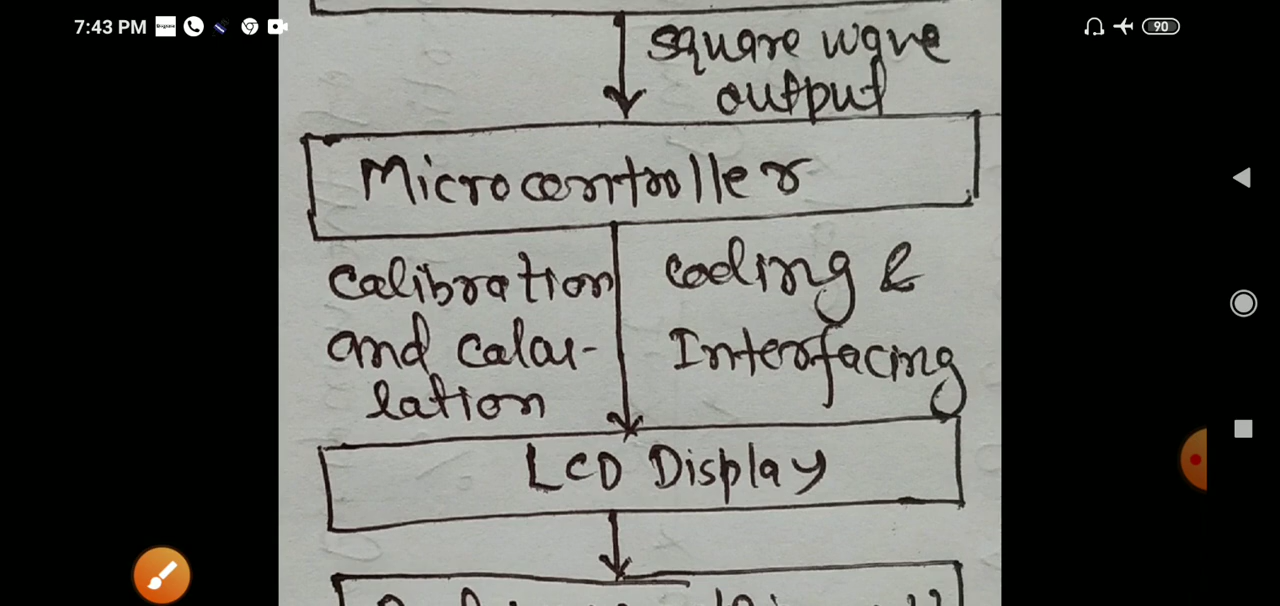 7:43 PM
90
square wave
output
Microcontroller
Calibration
and calcu-
lation
coding &
Interfacing
LCD Display